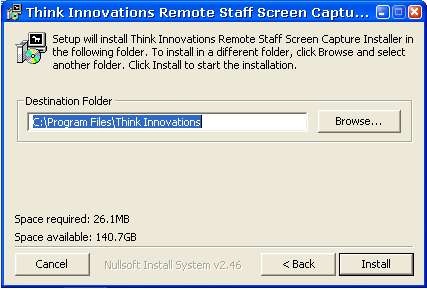 Think Innovations Remote Staff Screen Captu...
Setup will install Think Innovations Remote Staff Screen Capture Installer in
the following folder. To install in a different folder, click Browse and select
another folder. Click Install to start the installation.
Destination Folder
C:\Program Files\Think Innovations
Browse...
Space required: 26.1MB
Space available: 140.7GB
Cancel
Nullsoft Install System v2.46
< Back
Install